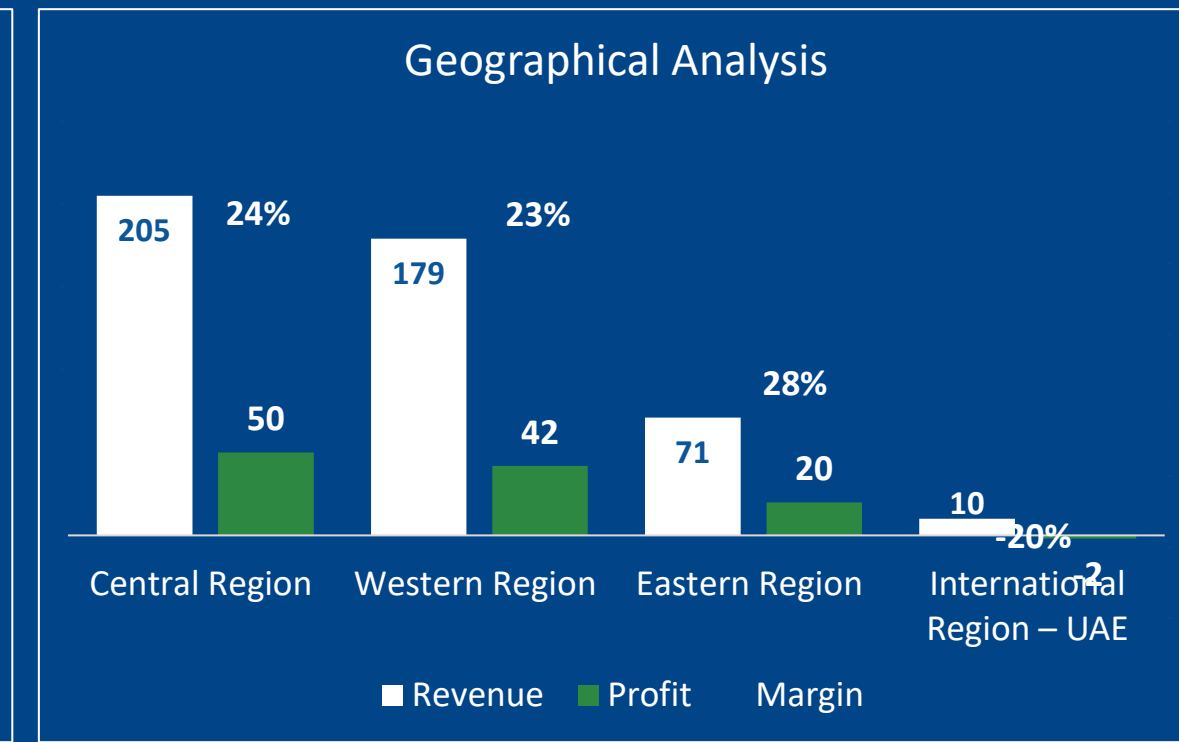 Geographical Analysis
205
24%
179
23%
50
42
71
28%
20
10
-20%
-2
Central Region
Western Region
Eastern Region
International
Region – UAE
Revenue
Profit
Margin